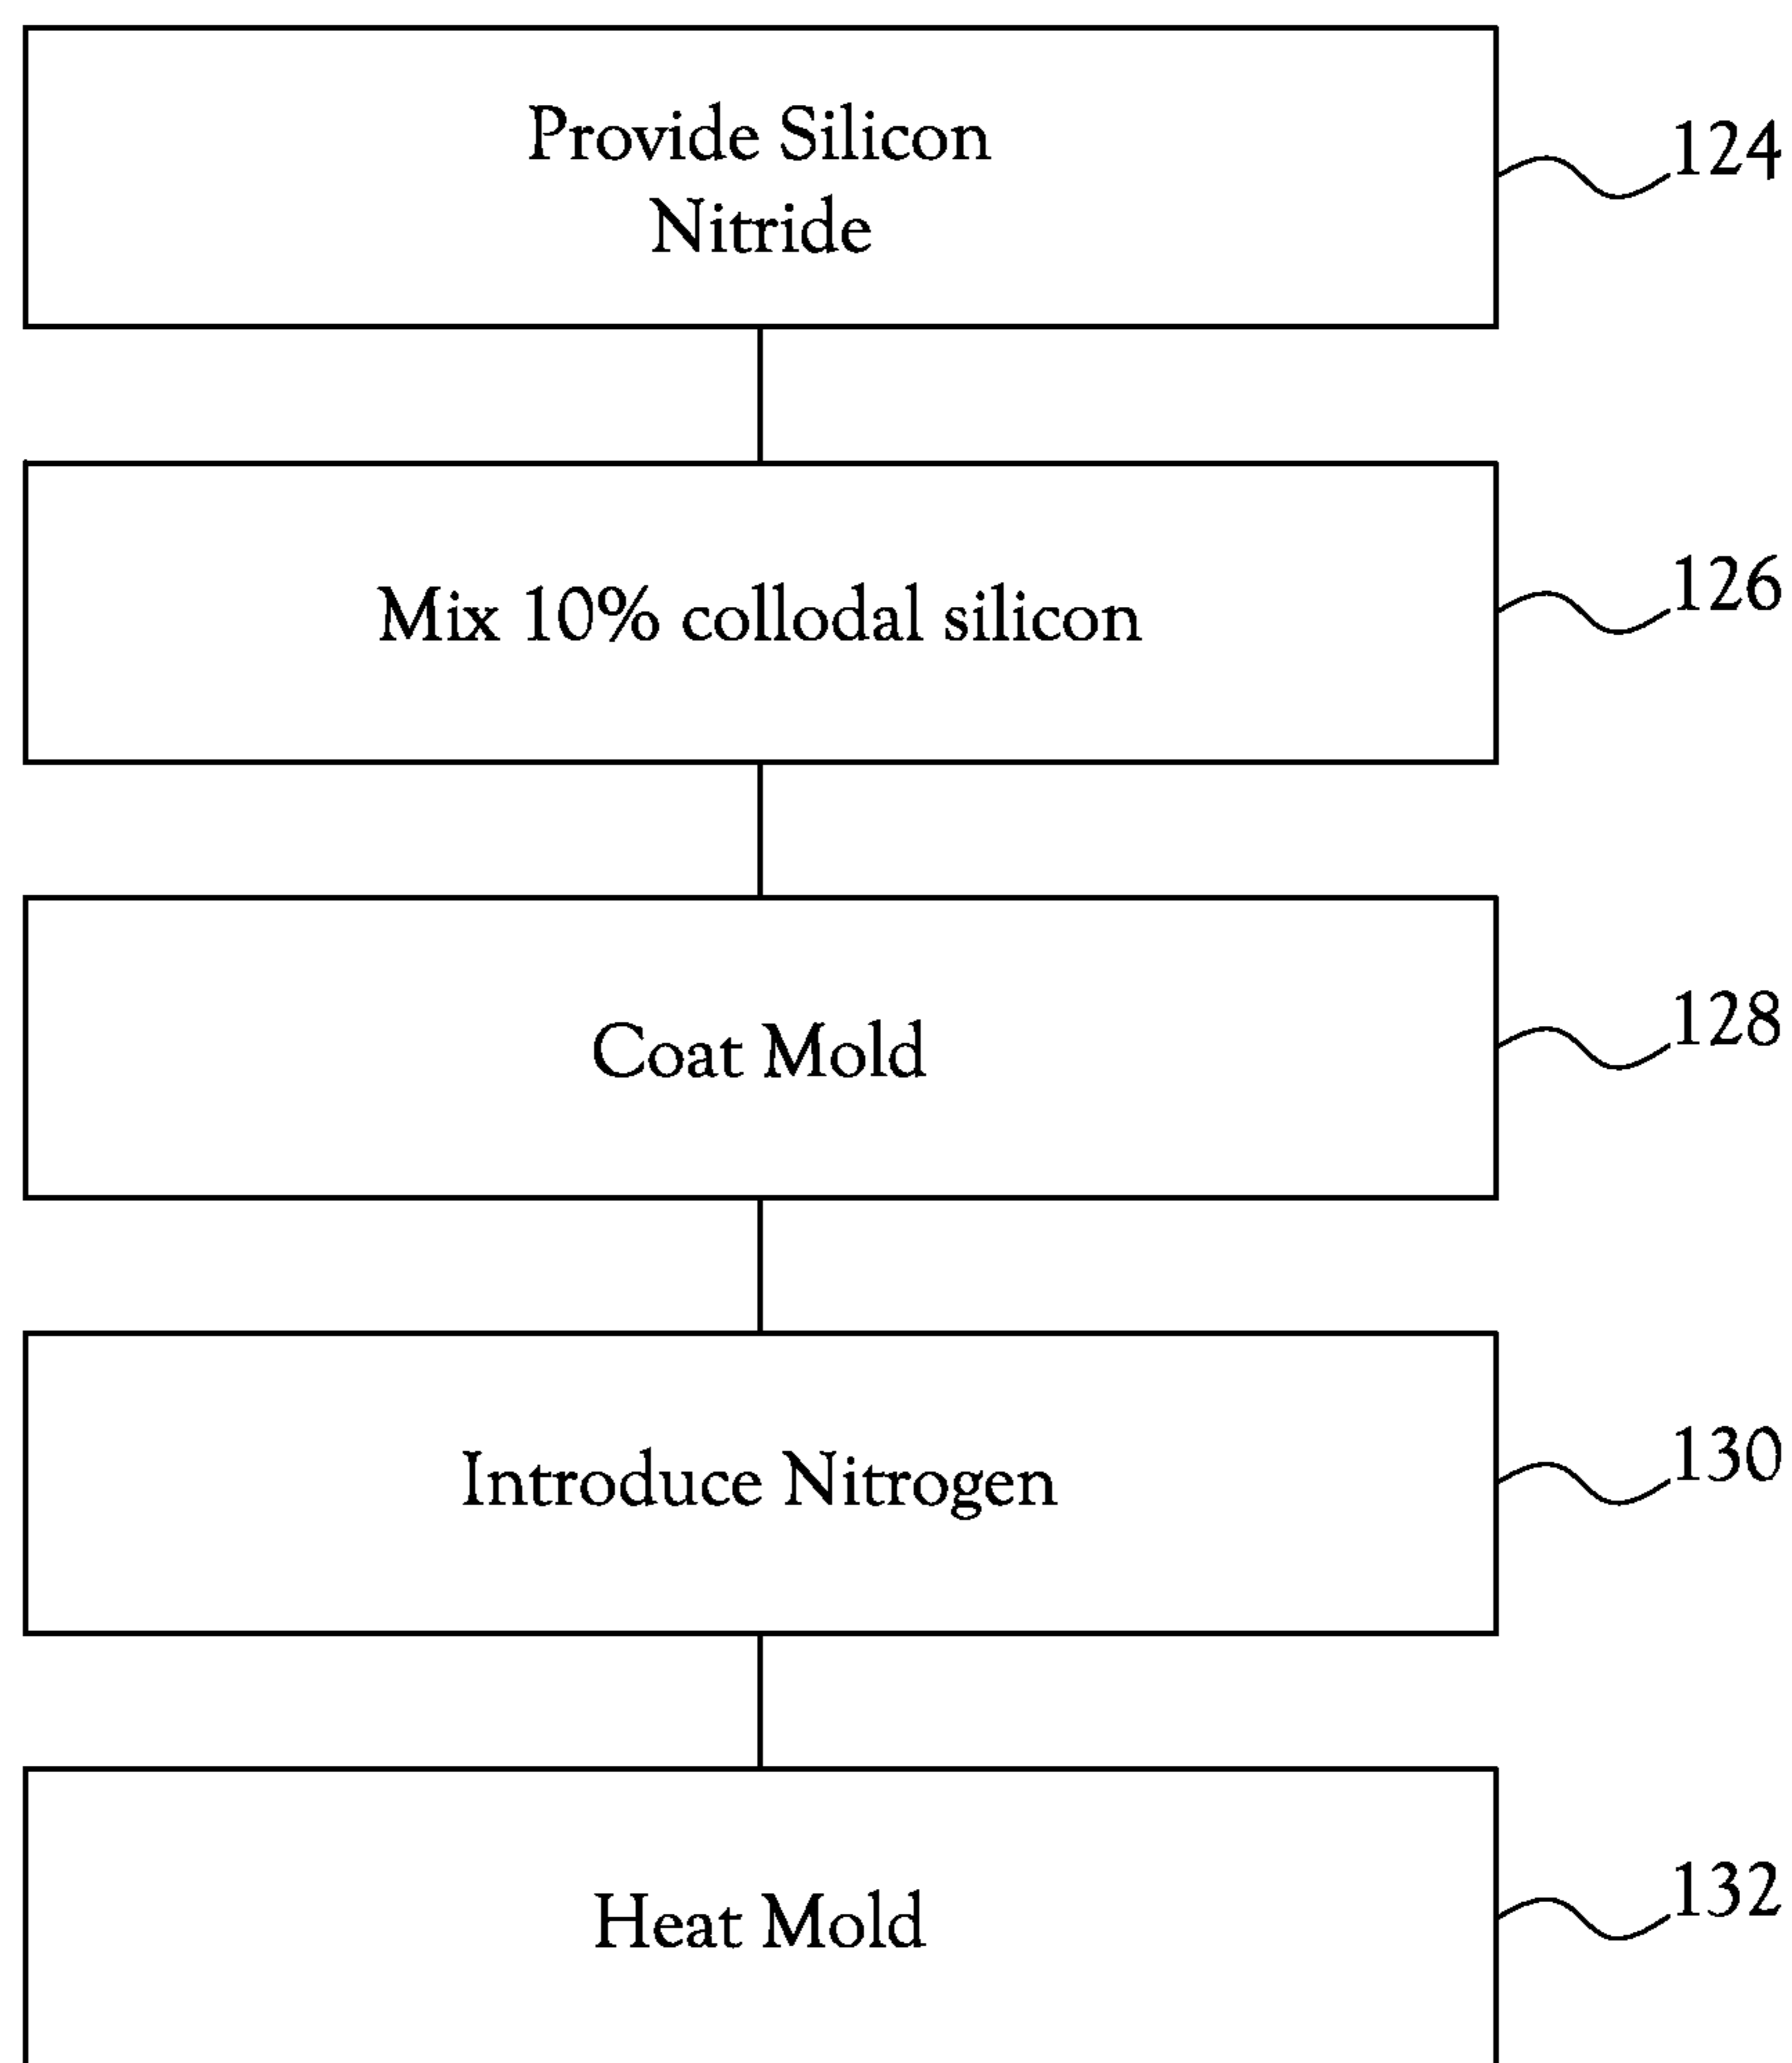 Provide Silicon
Nitride
124
Mix 10% collodal silicon
126
Coat Mold
128
Introduce Nitrogen
130
Heat Mold
132